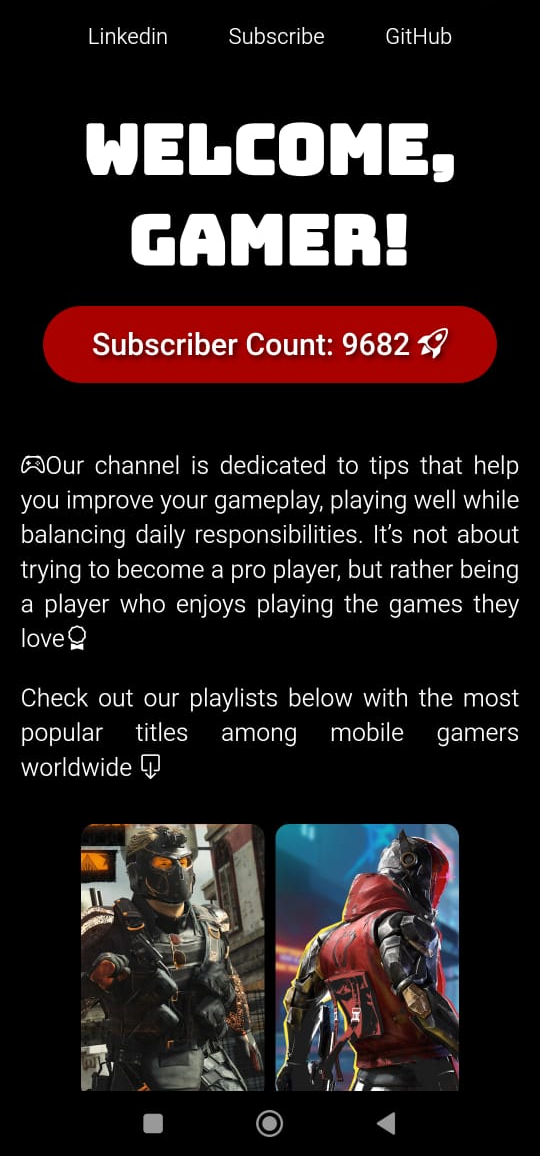 Linkedin Subscribe GitHub
WELCOME,
GAMER!
Subscriber Count: 9682
Our channel is dedicated to tips that help
you improve your gameplay, playing well while
balancing daily responsibilities. It’s not about
trying to become a pro player, but rather being
a player who enjoys playing the games they
love
Check out our playlists below with the most
popular titles among mobile gamers
worldwide